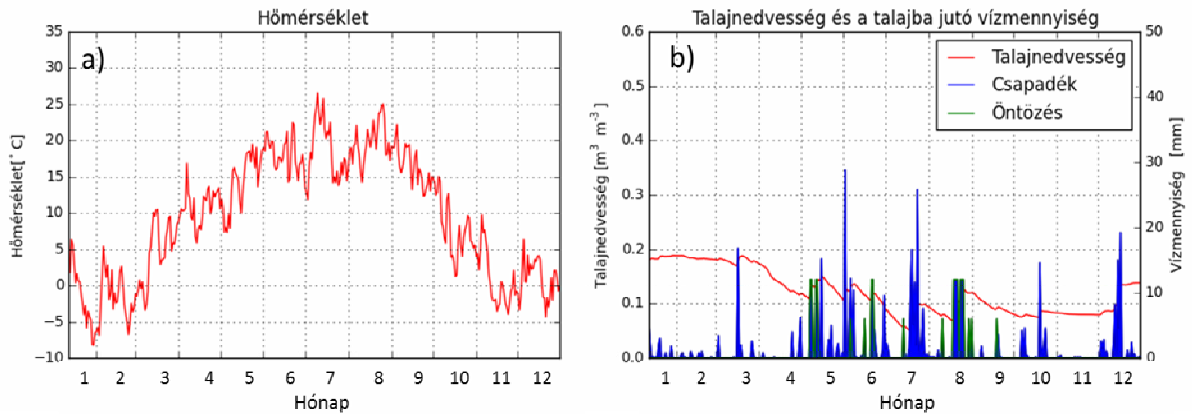 Hőmérséklet
a)
Hőmérséklet[°C]
35
30
25
20
15
10
5
0
−5
−10
1 2 3 4 5 6 7 8 9 10 11 12
Hónap
Talajnedvesség és a talajba jutó vízmennyiség
b)
Talajnedvesség
Csapadék
Öntözés
Talajnedvesség [m³ m⁻³]
0.6
0.5
0.4
0.3
0.2
0.1
0.0
50
40
30
20
10
0
Vízmennyiség [mm]
1 2 3 4 5 6 7 8 9 10 11 12
Hónap